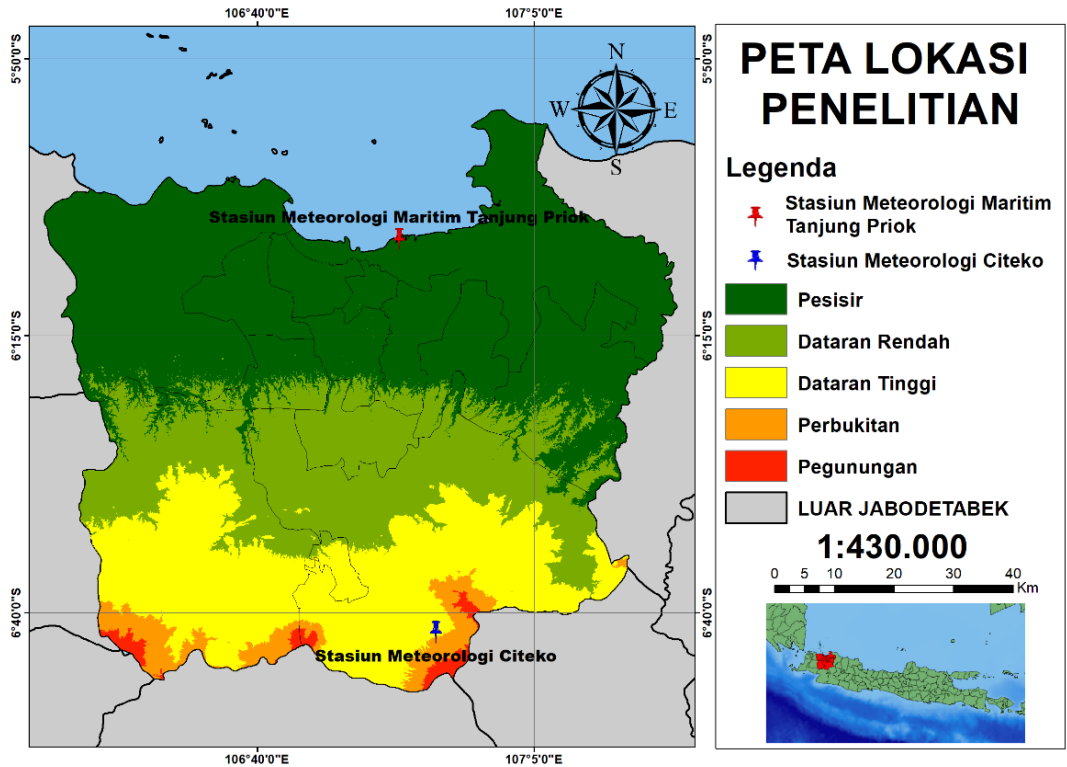 106°40'0"E 107°5'0"E
5°50'0"S 5°50'0"S
N
W E
S
Stasiun Meteorologi Maritim Tanjung Priok
6°15'0"S 6°15'0"S
6°40'0"S 6°40'0"S
Stasiun Meteorologi Citeko
106°40'0"E 107°5'0"E
PETA LOKASI
PENELITIAN
Legenda
Stasiun Meteorologi Maritim
Tanjung Priok
Stasiun Meteorologi Citeko
Pesisir
Dataran Rendah
Dataran Tinggi
Perbukitan
Pegunungan
LUAR JABODETABEK
1:430.000
0 5 10 20 30 40
Km